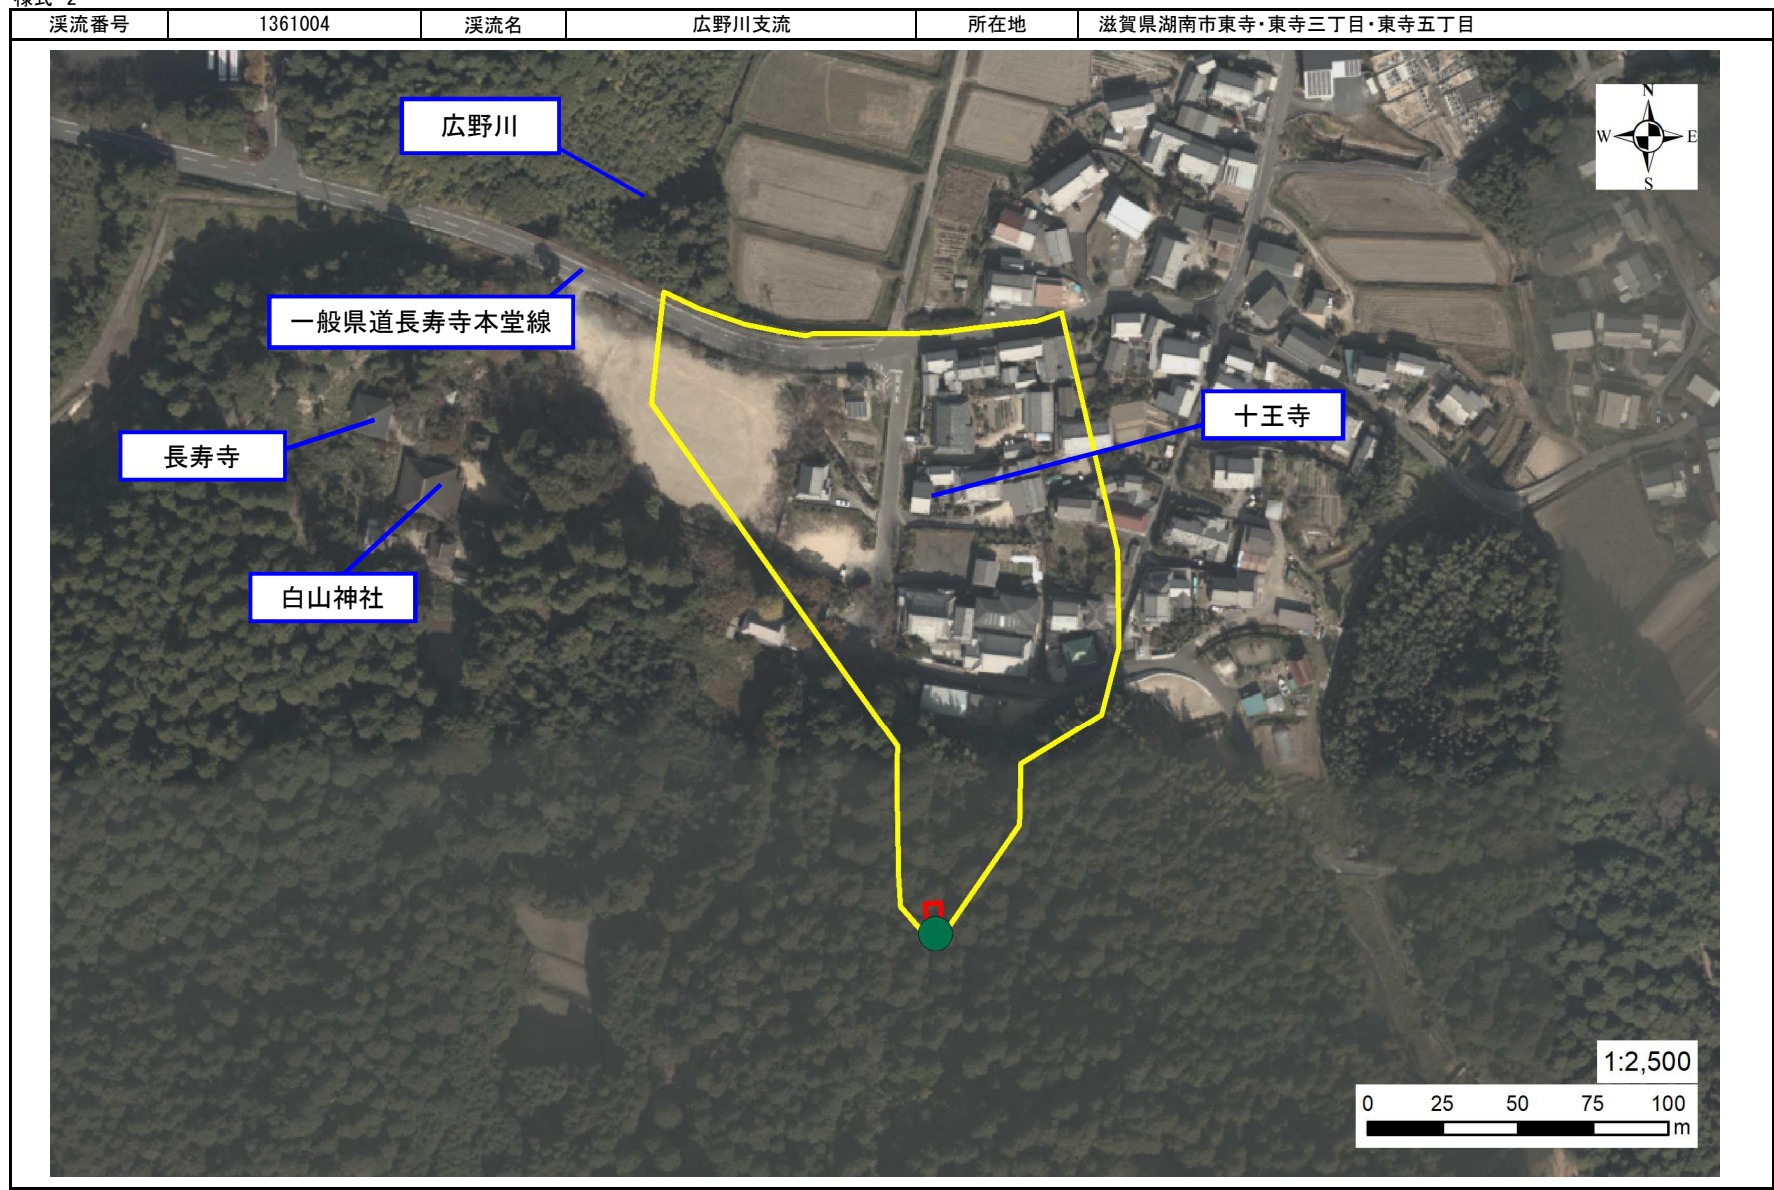 様式-2
渓流番号 1361004 渓流名 広野川支流 所在地 滋賀県湖南市東寺・東寺三丁目・東寺五丁目
N
W E
S
広野川
一般県道長寿寺本堂線
十王寺
長寿寺
白山神社
1:2,500
0 25 50 75 100
m